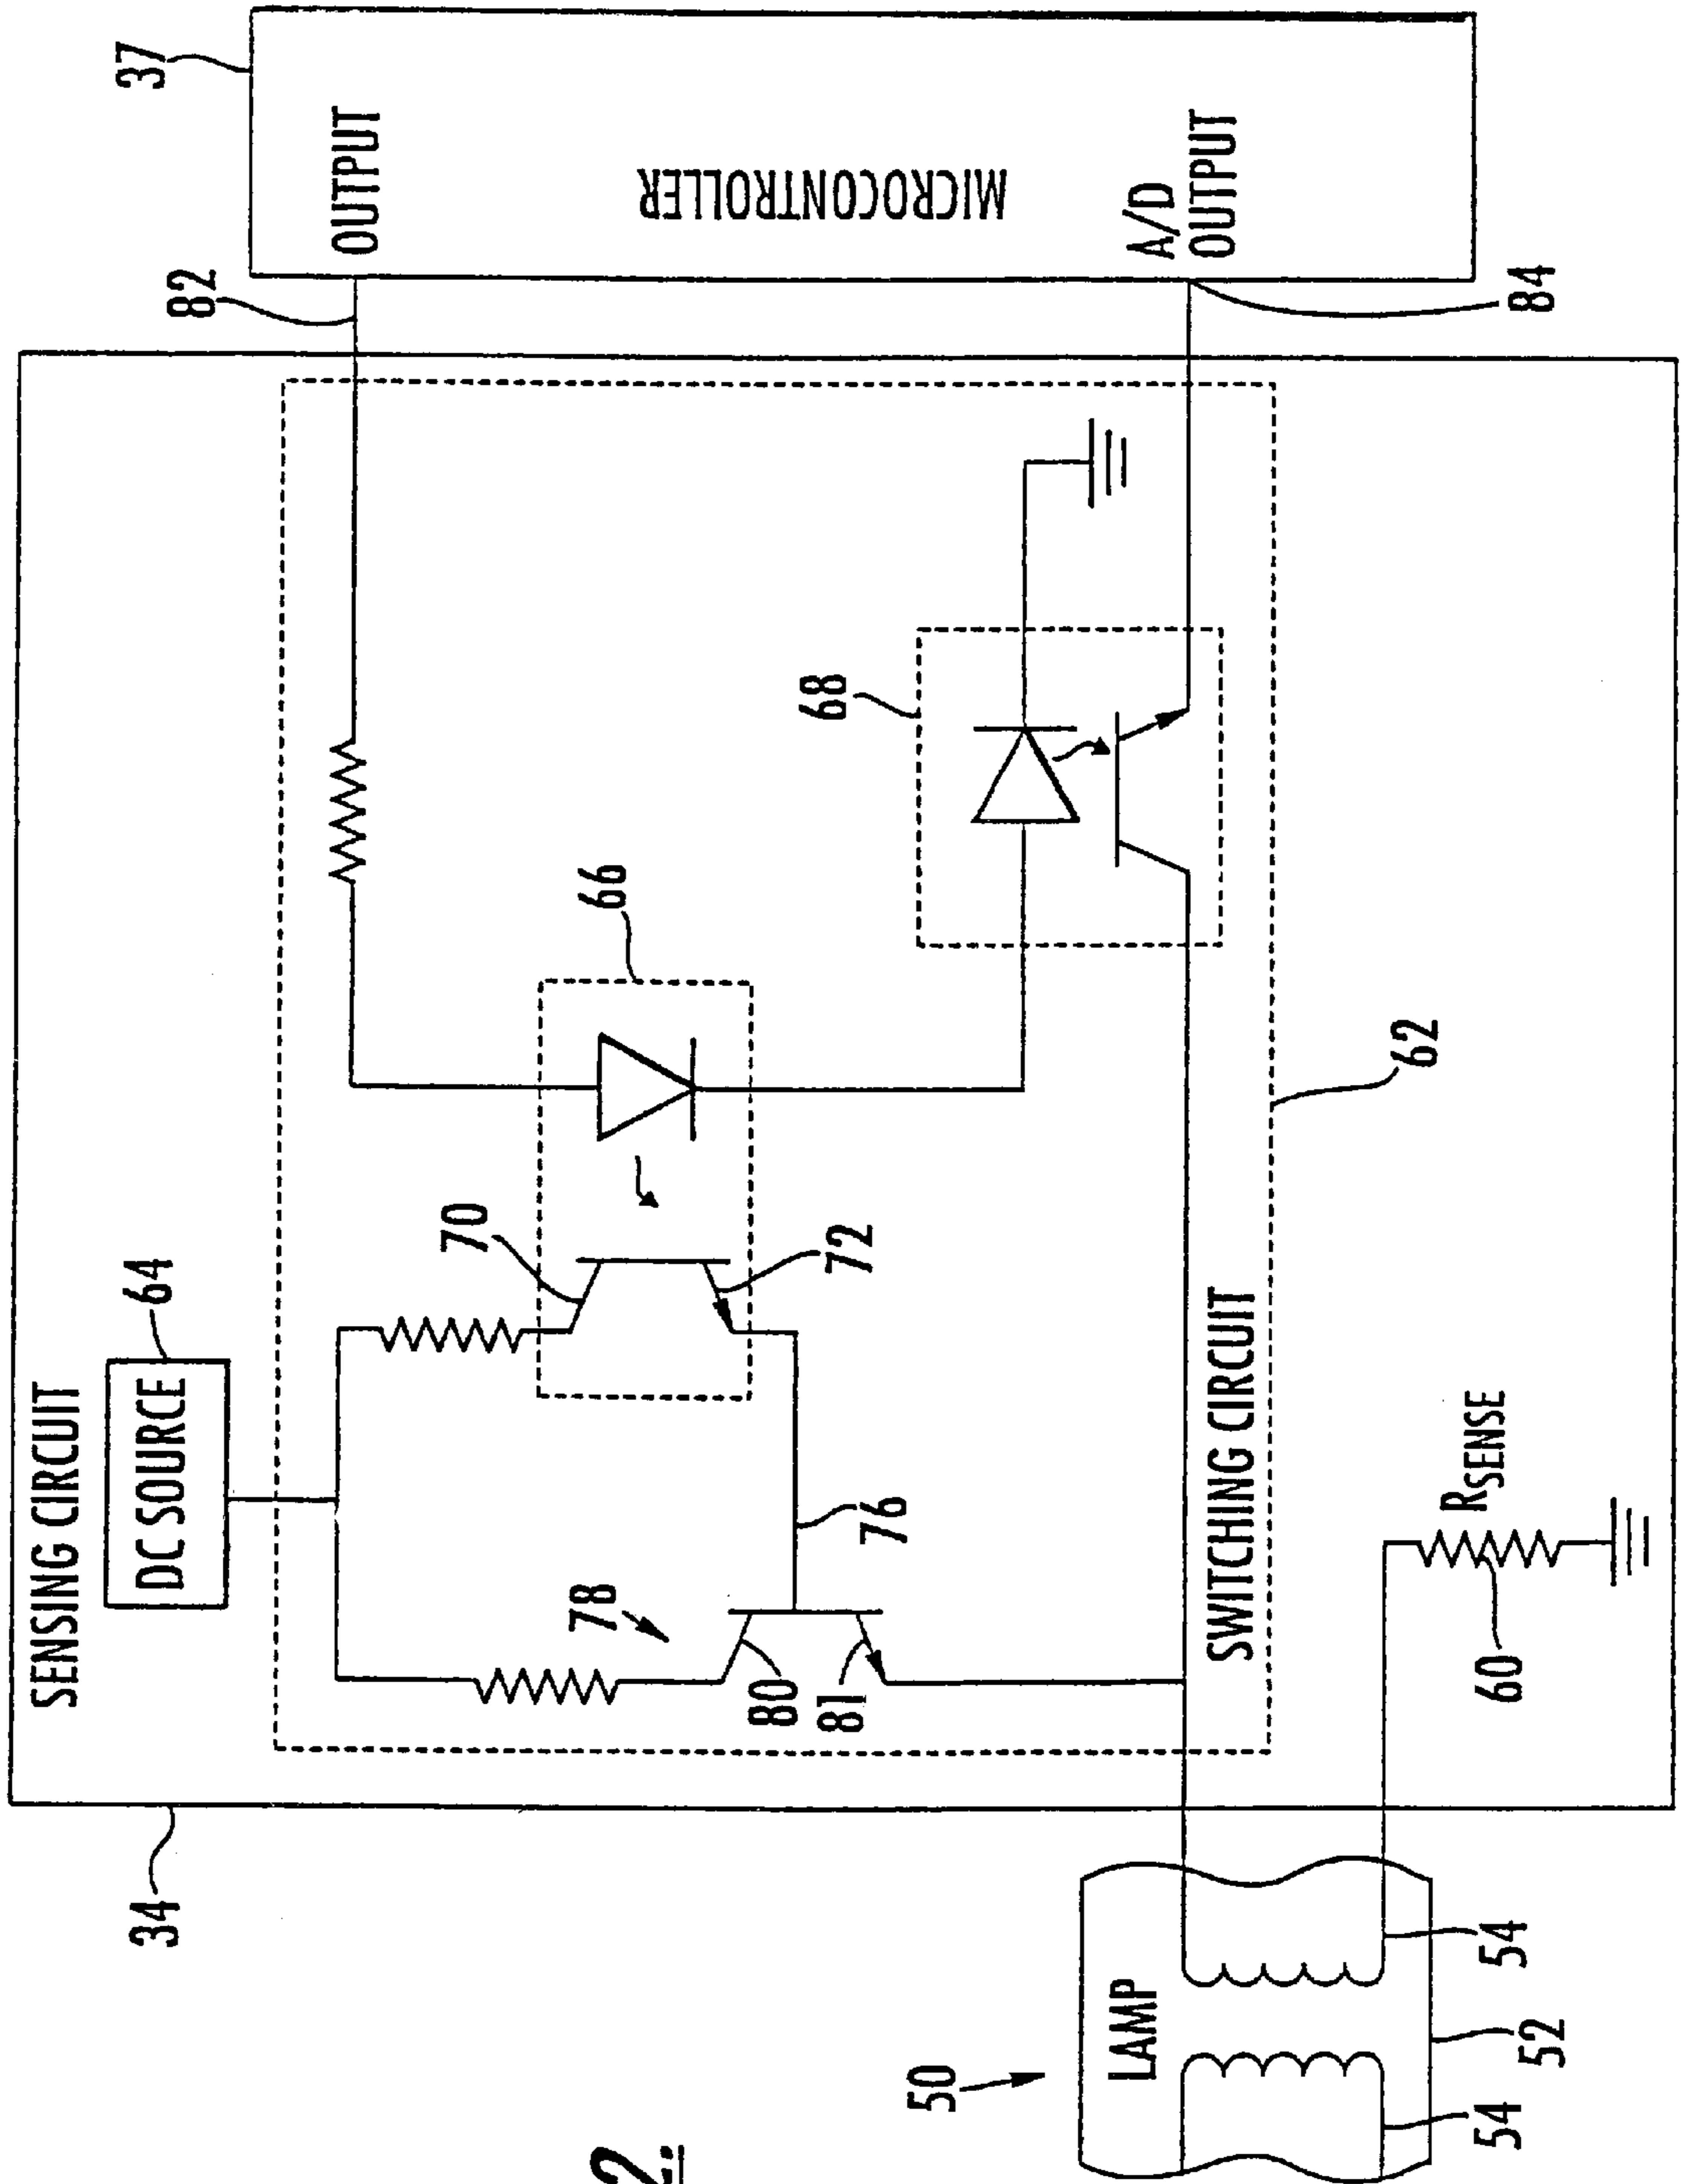 SENSING CIRCUIT
34
DC SOURCE
64
70
66
72
76
78
80
81
68
82
37
OUTPUT
MICROCONTROLLER
A/D
OUTPUT
84
SWITCHING CIRCUIT
62
RSENSE
60
50
LAMP
54
52
54
2.